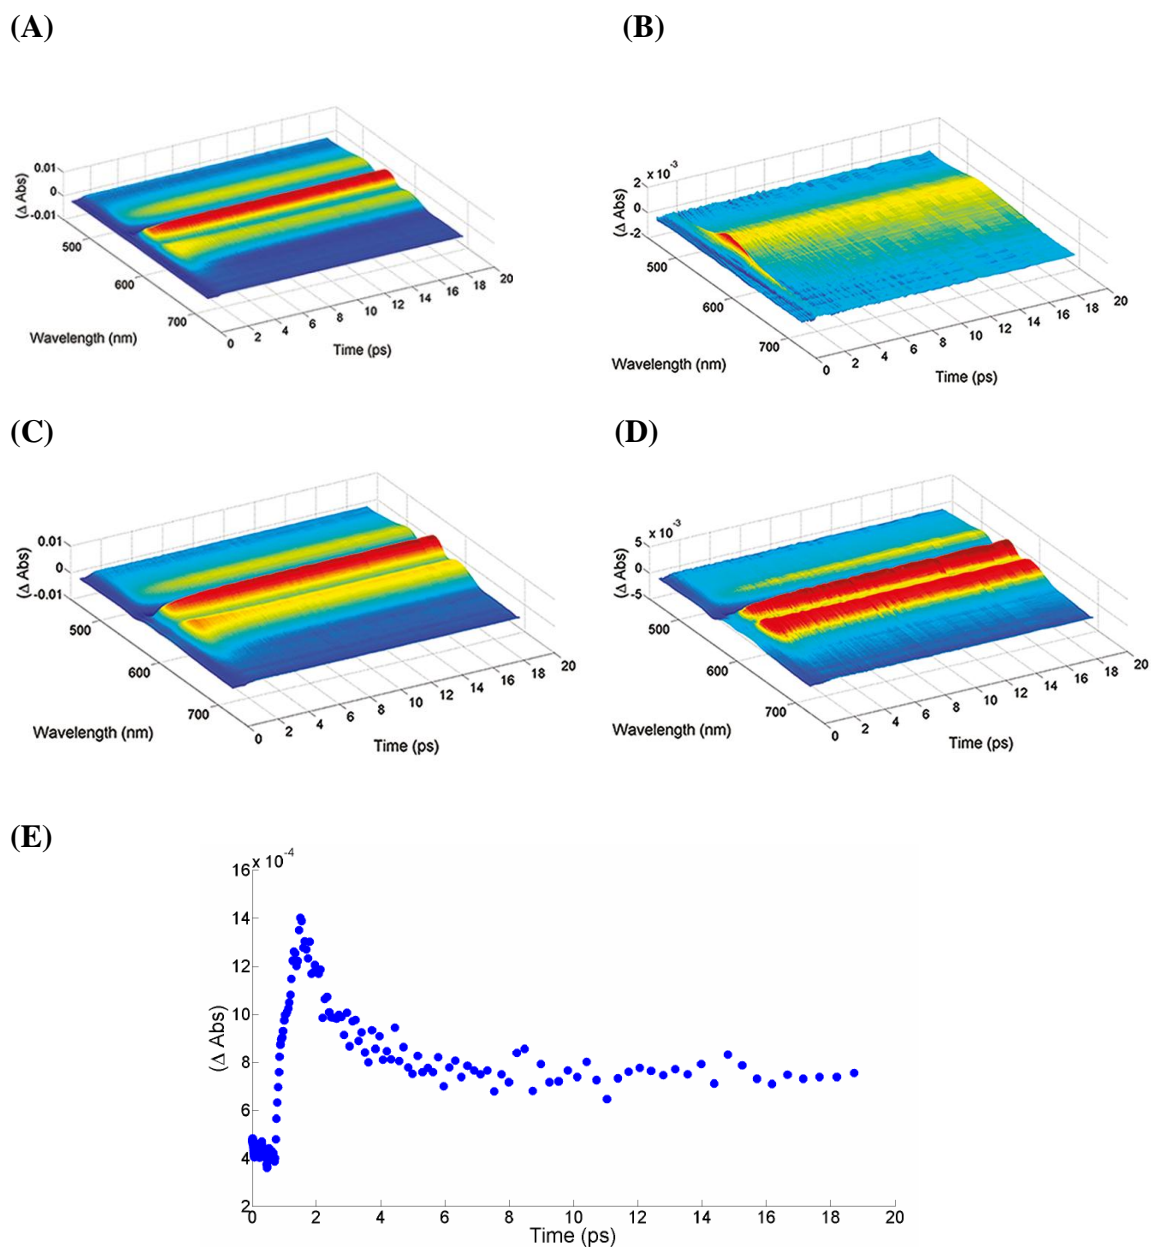 (A)
(B)
0.01
0
-0.01
(Δ Abs)
500
600
700
Wavelength (nm)
0 2 4 6 8 10 12 14 16 18 20
Time (ps)
x 10⁻³
2
0
-2
(Δ Abs)
500
600
700
Wavelength (nm)
0 2 4 6 8 10 12 14 16 18 20
Time (ps)
(C)
(D)
0.01
0
-0.01
(Δ Abs)
500
600
700
Wavelength (nm)
0 2 4 6 8 10 12 14 16 18 20
Time (ps)
x 10⁻³
5
0
-5
(Δ Abs)
500
600
700
Wavelength (nm)
0 2 4 6 8 10 12 14 16 18 20
Time (ps)
(E)
x 10⁻⁴
16
14
12
10
8
6
4
2
(Δ Abs)
0 2 4 6 8 10 12 14 16 18 20
Time (ps)